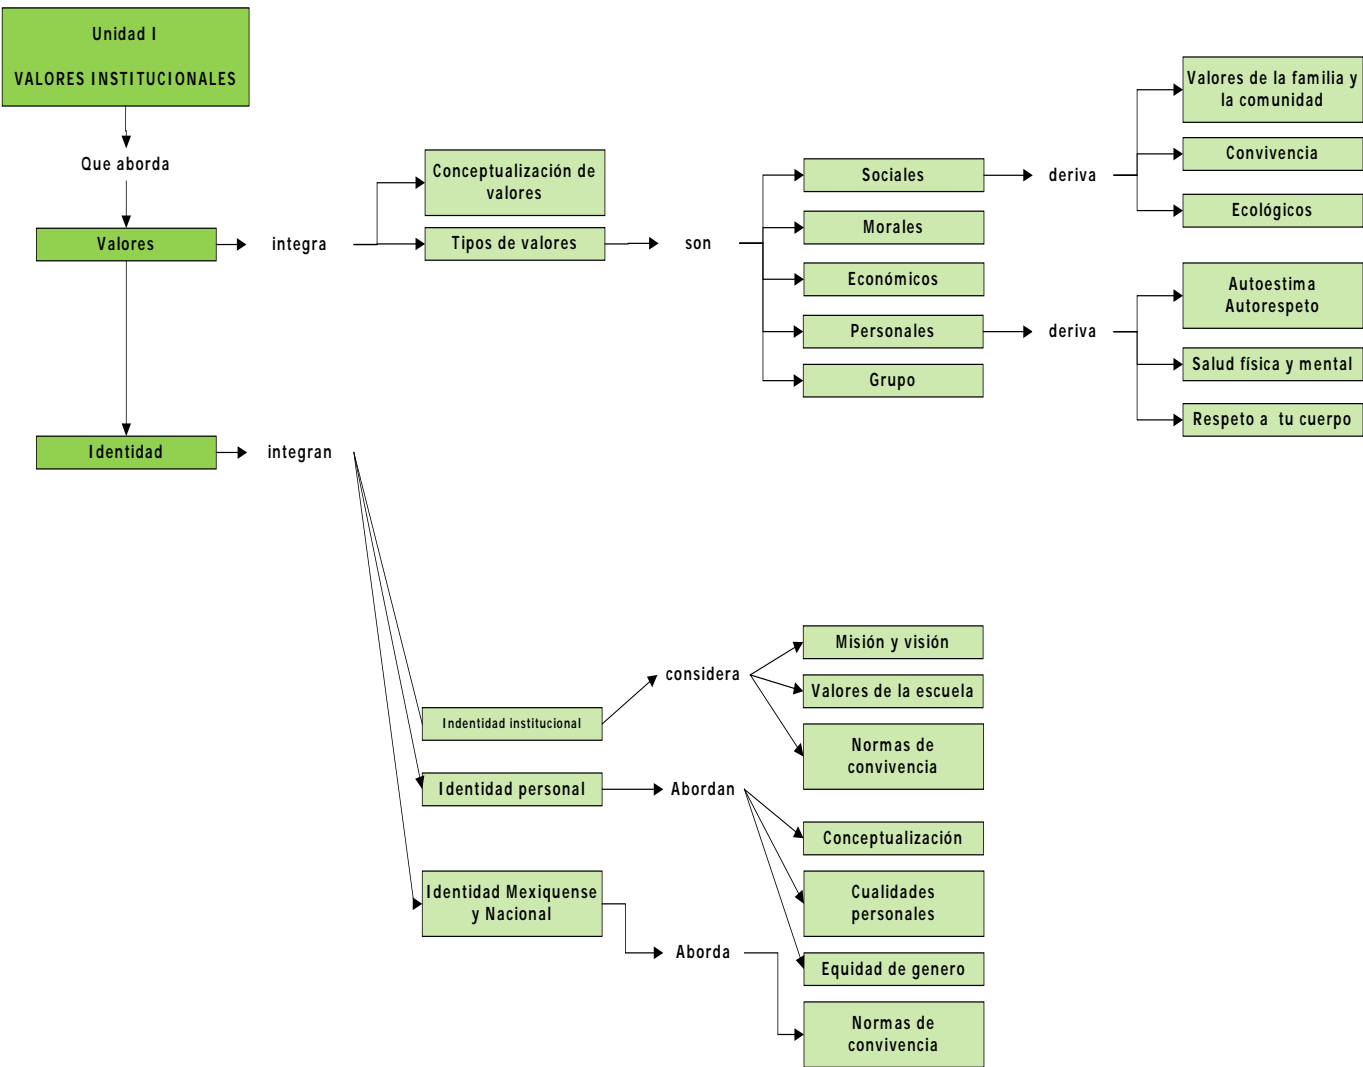 Unidad I
VALORES INSTITUCIONALES
Que aborda
Valores
integra
Conceptualización de
valores
Tipos de valores
son
Sociales
Morales
Económicos
Personales
Grupo
deriva
Valores de la familia y
la comunidad
Convivencia
Ecológicos
deriva
Autoestima
Autorespeto
Salud física y mental
Respeto a tu cuerpo
Identidad
integran
Indentidad institucional
considera
Misión y visión
Valores de la escuela
Normas de
convivencia
Identidad personal
Abordan
Conceptualización
Cualidades
personales
Equidad de genero
Identidad Mexiquense
y Nacional
Aborda
Normas de
convivencia